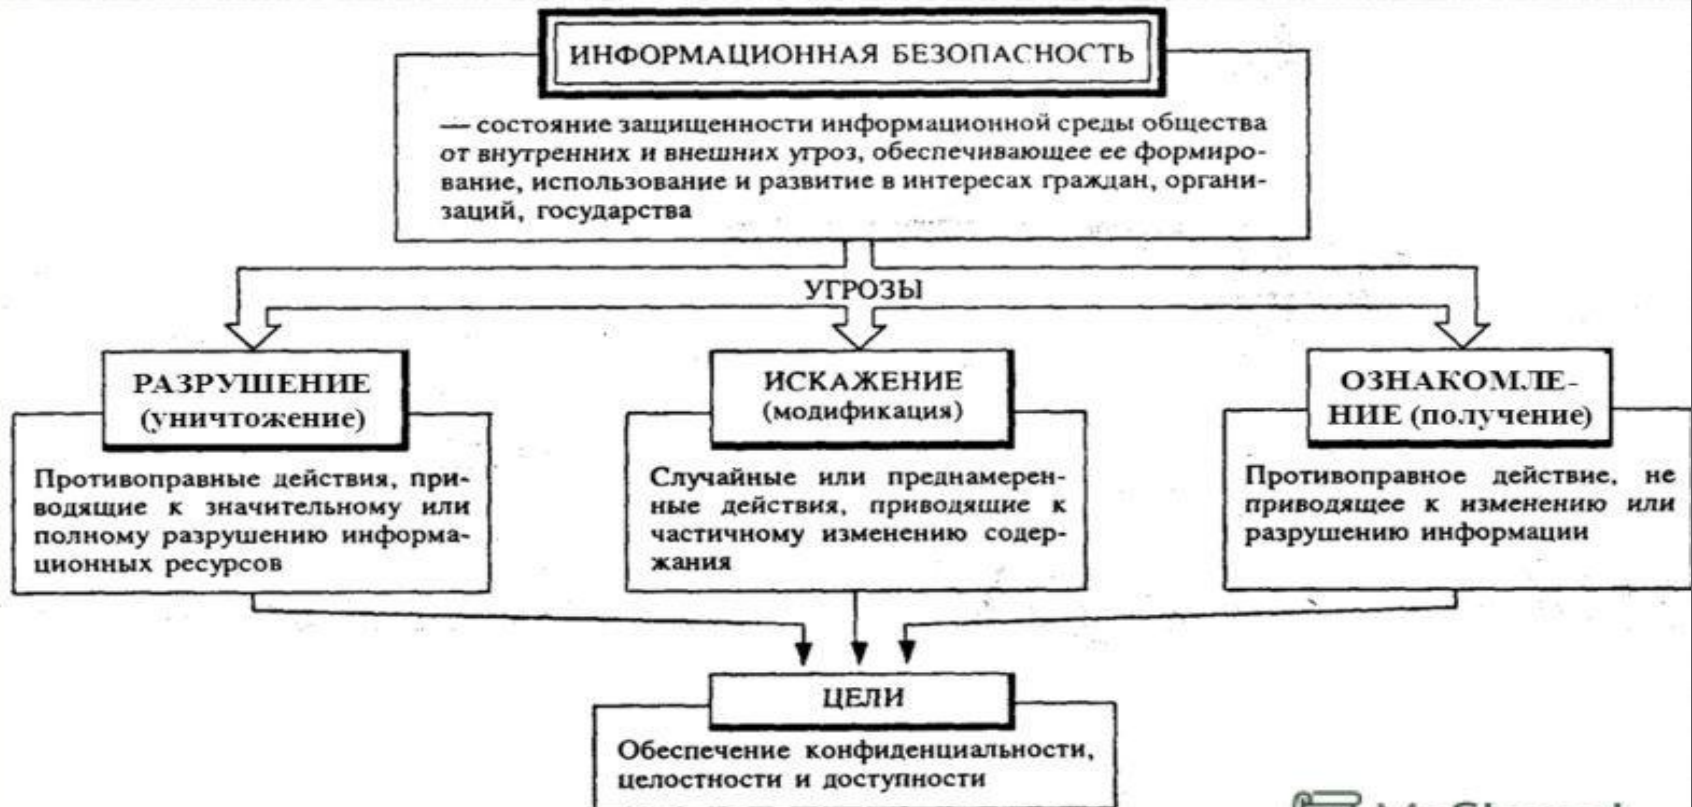 ИНФОРМАЦИОННАЯ БЕЗОПАСНОСТЬ
— состояние защищенности информационной среды общества
от внутренних и внешних угроз, обеспечивающее ее формиро-
вание, использование и развитие в интересах граждан, органи-
заций, государства
УГРОЗЫ
РАЗРУШЕНИЕ
(уничтожение)
Противоправные действия, при-
водящие к значительному или
полному разрушению информа-
ционных ресурсов
ИСКАЖЕНИЕ
(модификация)
Случайные или преднамерен-
ные действия, приводящие к
частичному изменению содер-
жания
ОЗНАКОМЛЕ-
НИЕ (получение)
Противоправное действие, не
приводящее к изменению или
разрушению информации
ЦЕЛИ
Обеспечение конфиденциальности,
целостности и доступности